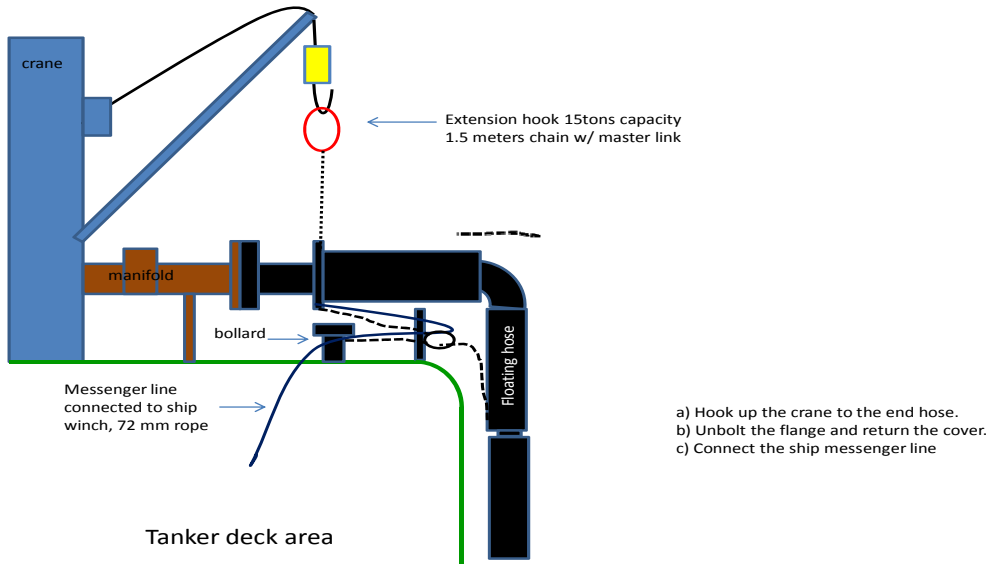 crane
Extension hook 15tons capacity
1.5 meters chain w/ master link
manifold
bollard
Floating hose
Messenger line
connected to ship
winch, 72 mm rope
a) Hook up the crane to the end hose.
b) Unbolt the flange and return the cover.
c) Connect the ship messenger line
Tanker deck area